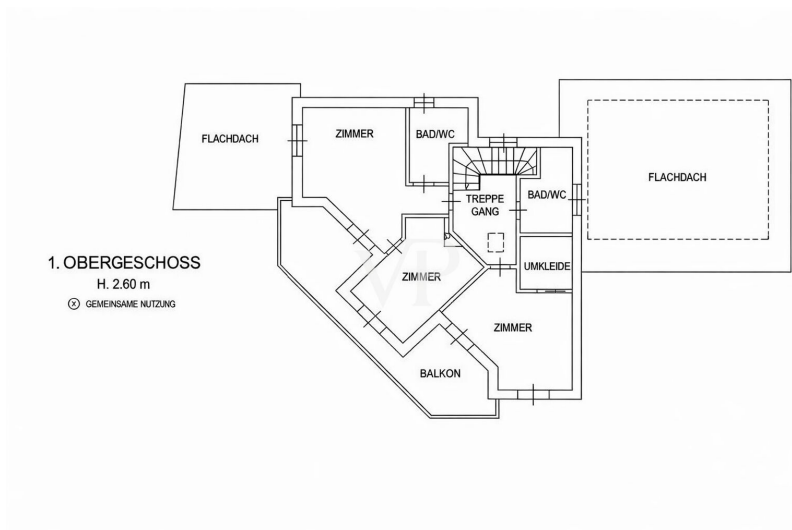 FLACHDACH
ZIMMER
BAD/WC
TREPPE
GANG
BAD/WC
FLACHDACH
1. OBERGESCHOSS
H. 2.60 m
X GEMEINSAME NUTZUNG
ZIMMER
UMKLEIDE
ZIMMER
BALKON
VP